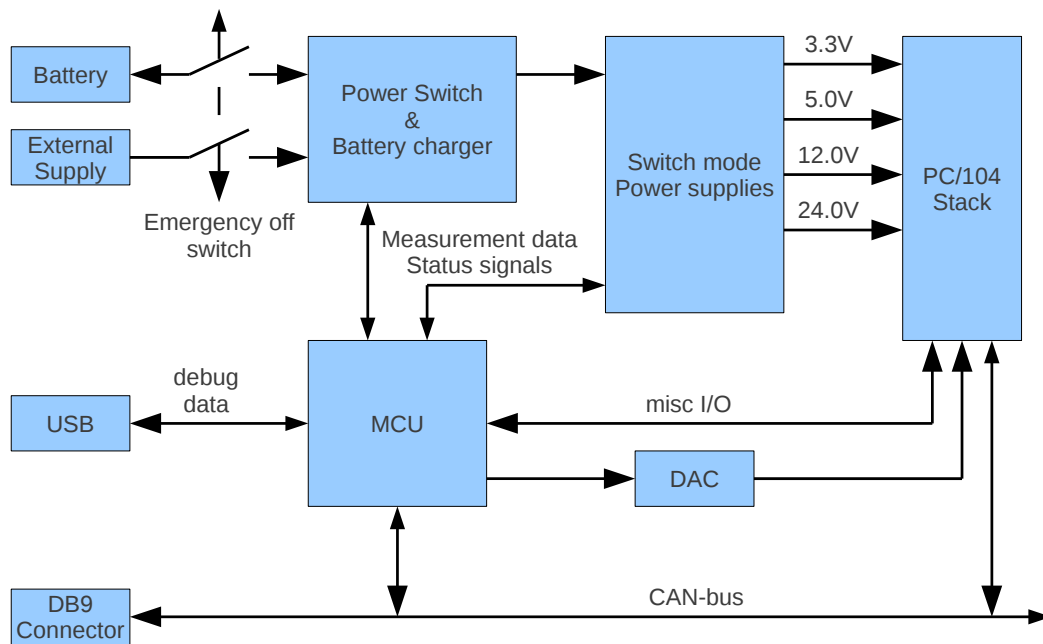 3.3V
Battery
Power Switch
&
Battery charger
5.0V
External
Supply
Switch mode
Power supplies
12.0V
PC/104
Stack
24.0V
Emergency off
switch
Measurement data
Status signals
debug
data
USB
MCU
misc I/O
DAC
DB9
Connector
CAN-bus